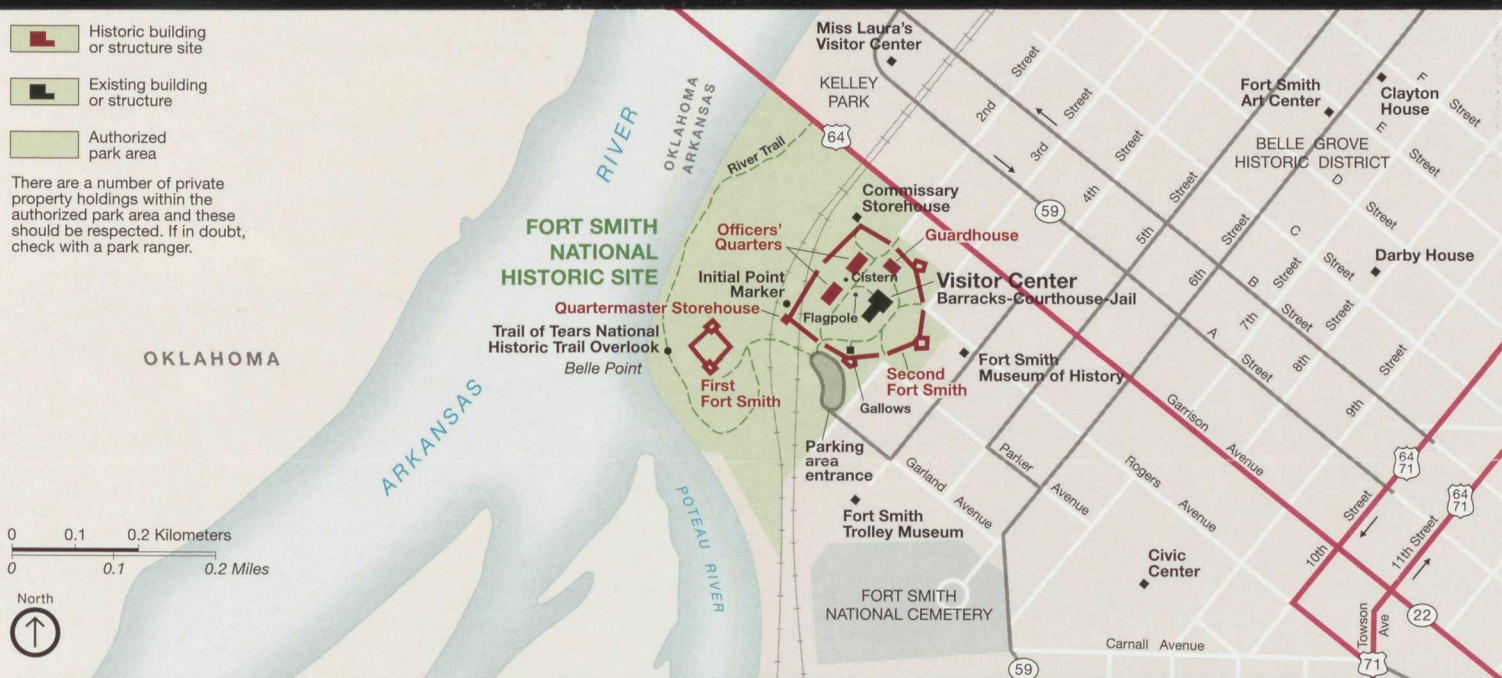 Historic building
or structure site
Existing building
or structure
Authorized
park area
There are a number of private
property holdings within the
authorized park area and these
should be respected. If in doubt,
check with a park ranger.
OKLAHOMA
ARKANSAS
RIVER
OKLAHOMA
ARKANSAS
POTEAU RIVER
0 0.1 0.2 Kilometers
0 0.1 0.2 Miles
North
FORT SMITH
NATIONAL
HISTORIC SITE
River Trail
Officers'
Quarters
Initial Point
Marker
Quartermaster Storehouse
Trail of Tears National
Historic Trail Overlook
Belle Point
First
Fort Smith
Commissary
Storehouse
Guardhouse
Cistern
Flagpole
Visitor Center
Barracks-Courthouse-Jail
Second
Fort Smith
Gallows
Parking
area
entrance
Fort Smith
Museum of History
Fort Smith
Trolley Museum
FORT SMITH
NATIONAL CEMETERY
Miss Laura's
Visitor Center
KELLEY
PARK
64
59
2nd
Street
3rd
Street
4th
Street
5th
Street
6th
Street
7th
Street
8th
Street
9th
A
Street
B
Street
C
Street
D
Street
E
Street
F
Street
Fort Smith
Art Center
Clayton
House
BELLE GROVE
HISTORIC DISTRICT
Darby House
Garrison Avenue
Rogers Avenue
Parker Avenue
Garland Avenue
Civic
Center
Carnall Avenue
59
10th Street
11th Street
64
71
64
71
22
Towson
Ave
71